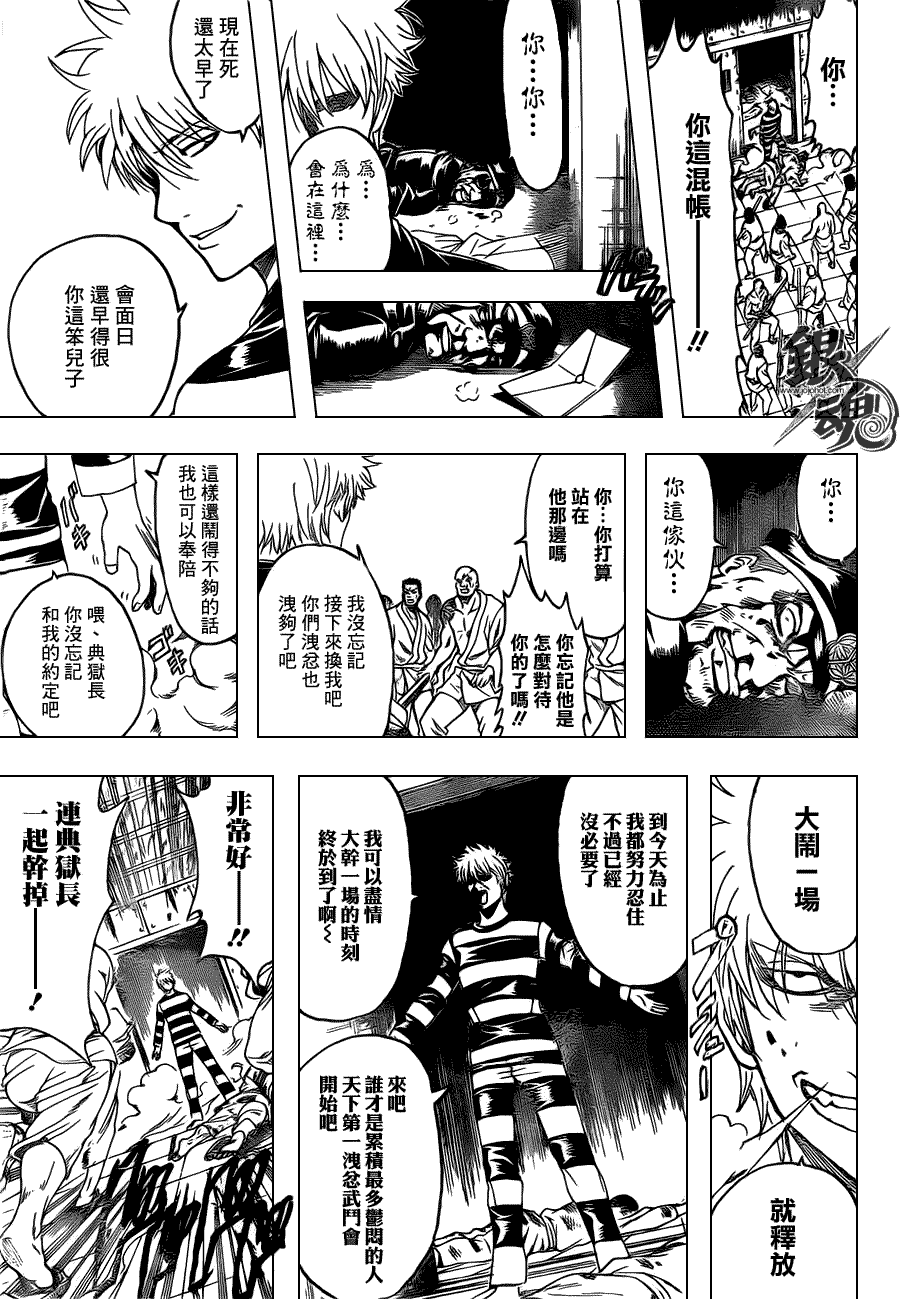 你…
你這混帳——!!
你…你…
為…
為什麼…
會在這裡…
現在死
還太早了
會面日
還早得很
你這笨兒子
銀魂
www.jojohot.com
你…
你這傢伙…
你…你打算
站在
他那邊嗎
你忘記他是
怎麼對待
你的了嗎!!
我沒忘記
接下來換我吧
你們洩忿也
洩夠了吧
這樣還鬧得不夠的話
我也可以奉陪
喂、典獄長
你沒忘記
和我的約定吧
大鬧一場
就釋放
到今天為止
我都努力忍住
不過已經
沒必要了
我可以盡情
大幹一場的時刻
終於到了啊~
來吧
誰才是累積最多鬱悶的人
天下第一洩忿武鬥會
開始吧
非常好——!!
連典獄長
一起幹掉——!